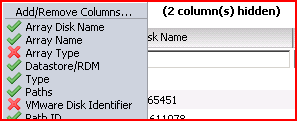 Add/Remove Columns... (2 column(s) hidden)
Array Disk Name
Array Name sk Name
Array Type
Datastore/RDM
Type
Paths
VMware Disk Identifier 65451
Path ID 611078